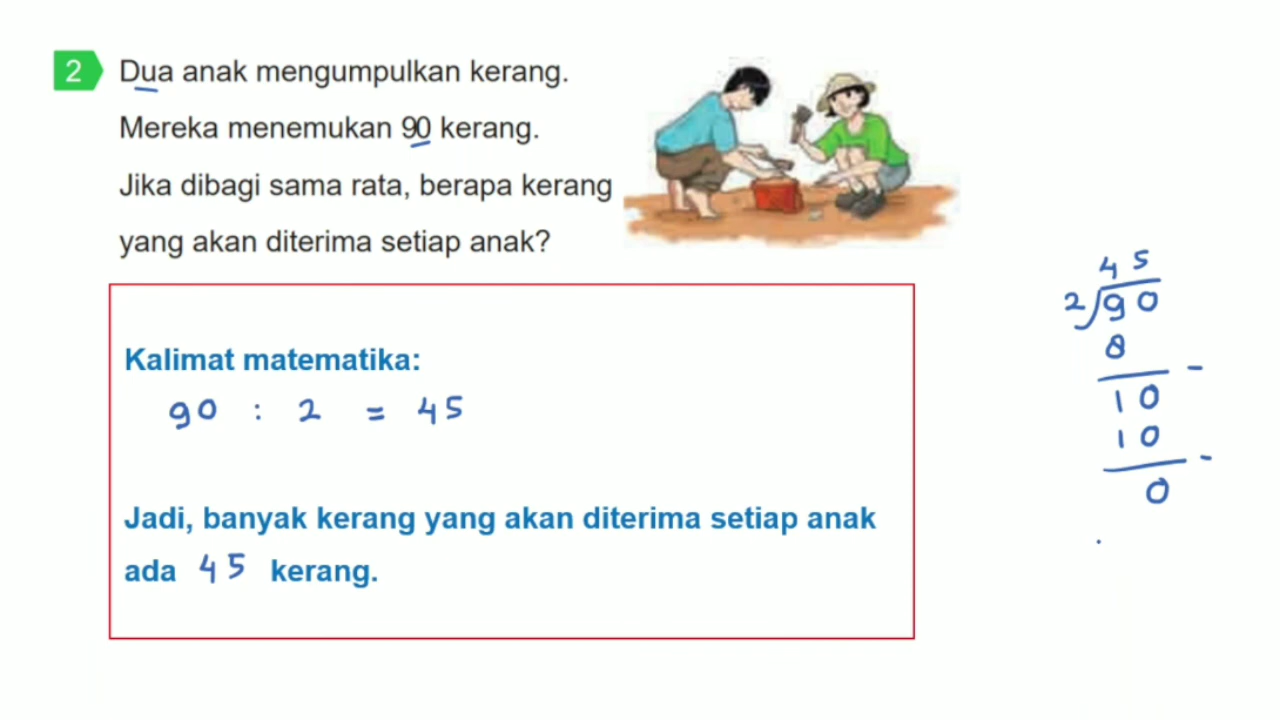 2 Dua anak mengumpulkan kerang.
Mereka menemukan 90 kerang.
Jika dibagi sama rata, berapa kerang
yang akan diterima setiap anak?
Kalimat matematika:
90 : 2 = 45
Jadi, banyak kerang yang akan diterima setiap anak
ada 45 kerang.
45
2 90
8
-
10
10
-
0